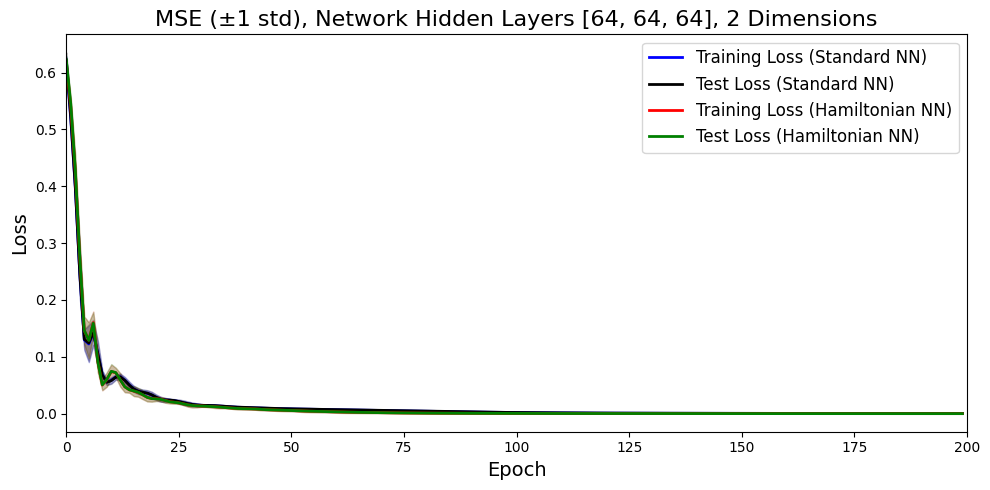 MSE (±1 std), Network Hidden Layers [64, 64, 64], 2 Dimensions
Training Loss (Standard NN)
Test Loss (Standard NN)
Training Loss (Hamiltonian NN)
Test Loss (Hamiltonian NN)
Loss
0.6
0.5
0.4
0.3
0.2
0.1
0.0
0 25 50 75 100 125 150 175 200
Epoch